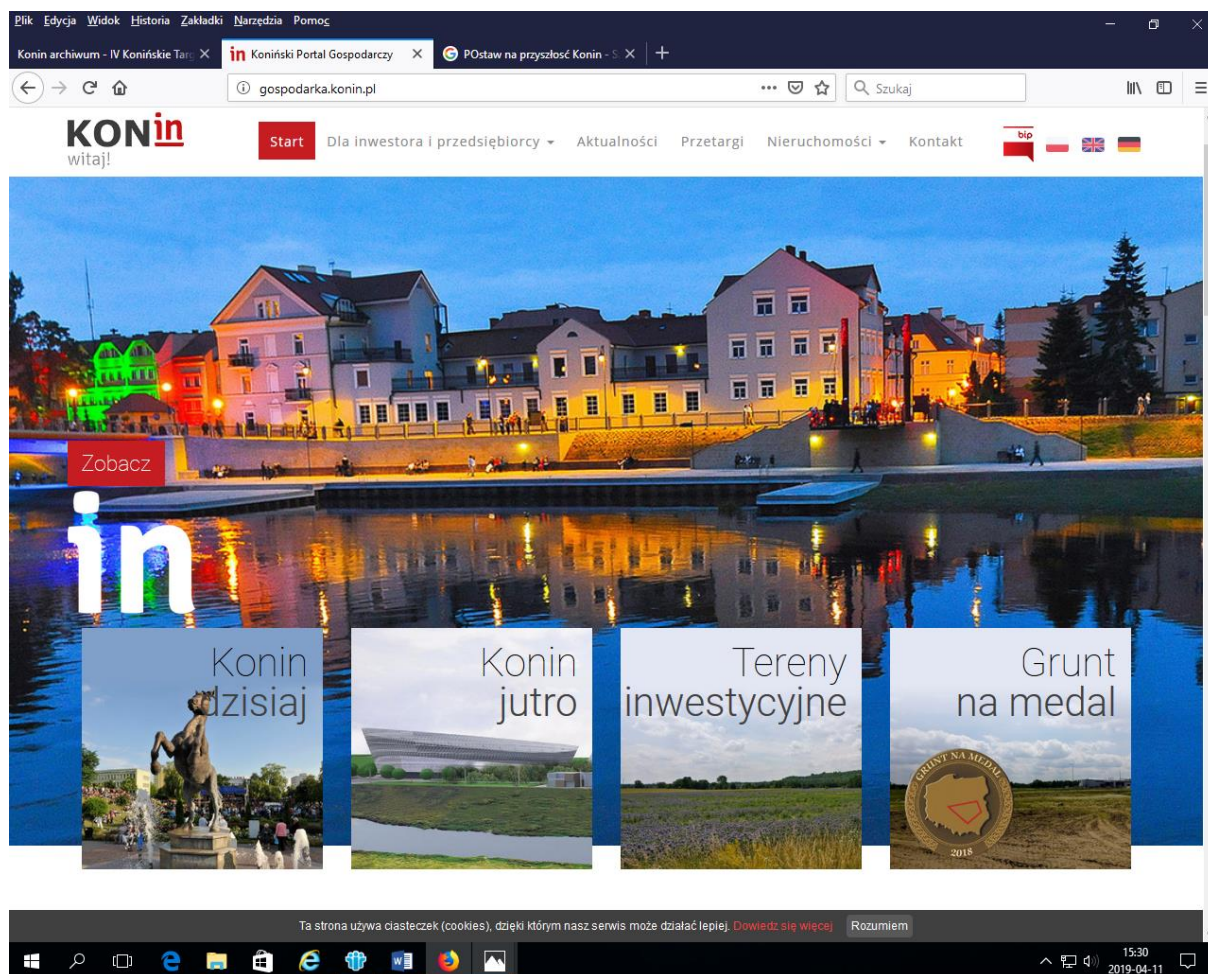 Plik Edycja Widok Historia Zakładki Narzędzia Pomoc
Konin archiwum - IV Konińskie Targ
in Koniński Portal Gospodarczy
POstaw na przyszłosć Konin - S
gospodarka.konin.pl
Szukaj
KONin
witaj!
Start
Dla inwestora i przedsiębiorcy
Aktualności
Przetargi
Nieruchomości
Kontakt
bip
Zobacz
in
Konin
dzisiaj
Konin
jutro
Tereny
inwestycyjne
Grunt
na medal
GRUNT NA MEDAL
2018
Ta strona używa ciasteczek (cookies), dzięki którym nasz serwis może działać lepiej. Dowiedz się więcej Rozumiem
15:30
2019-04-11